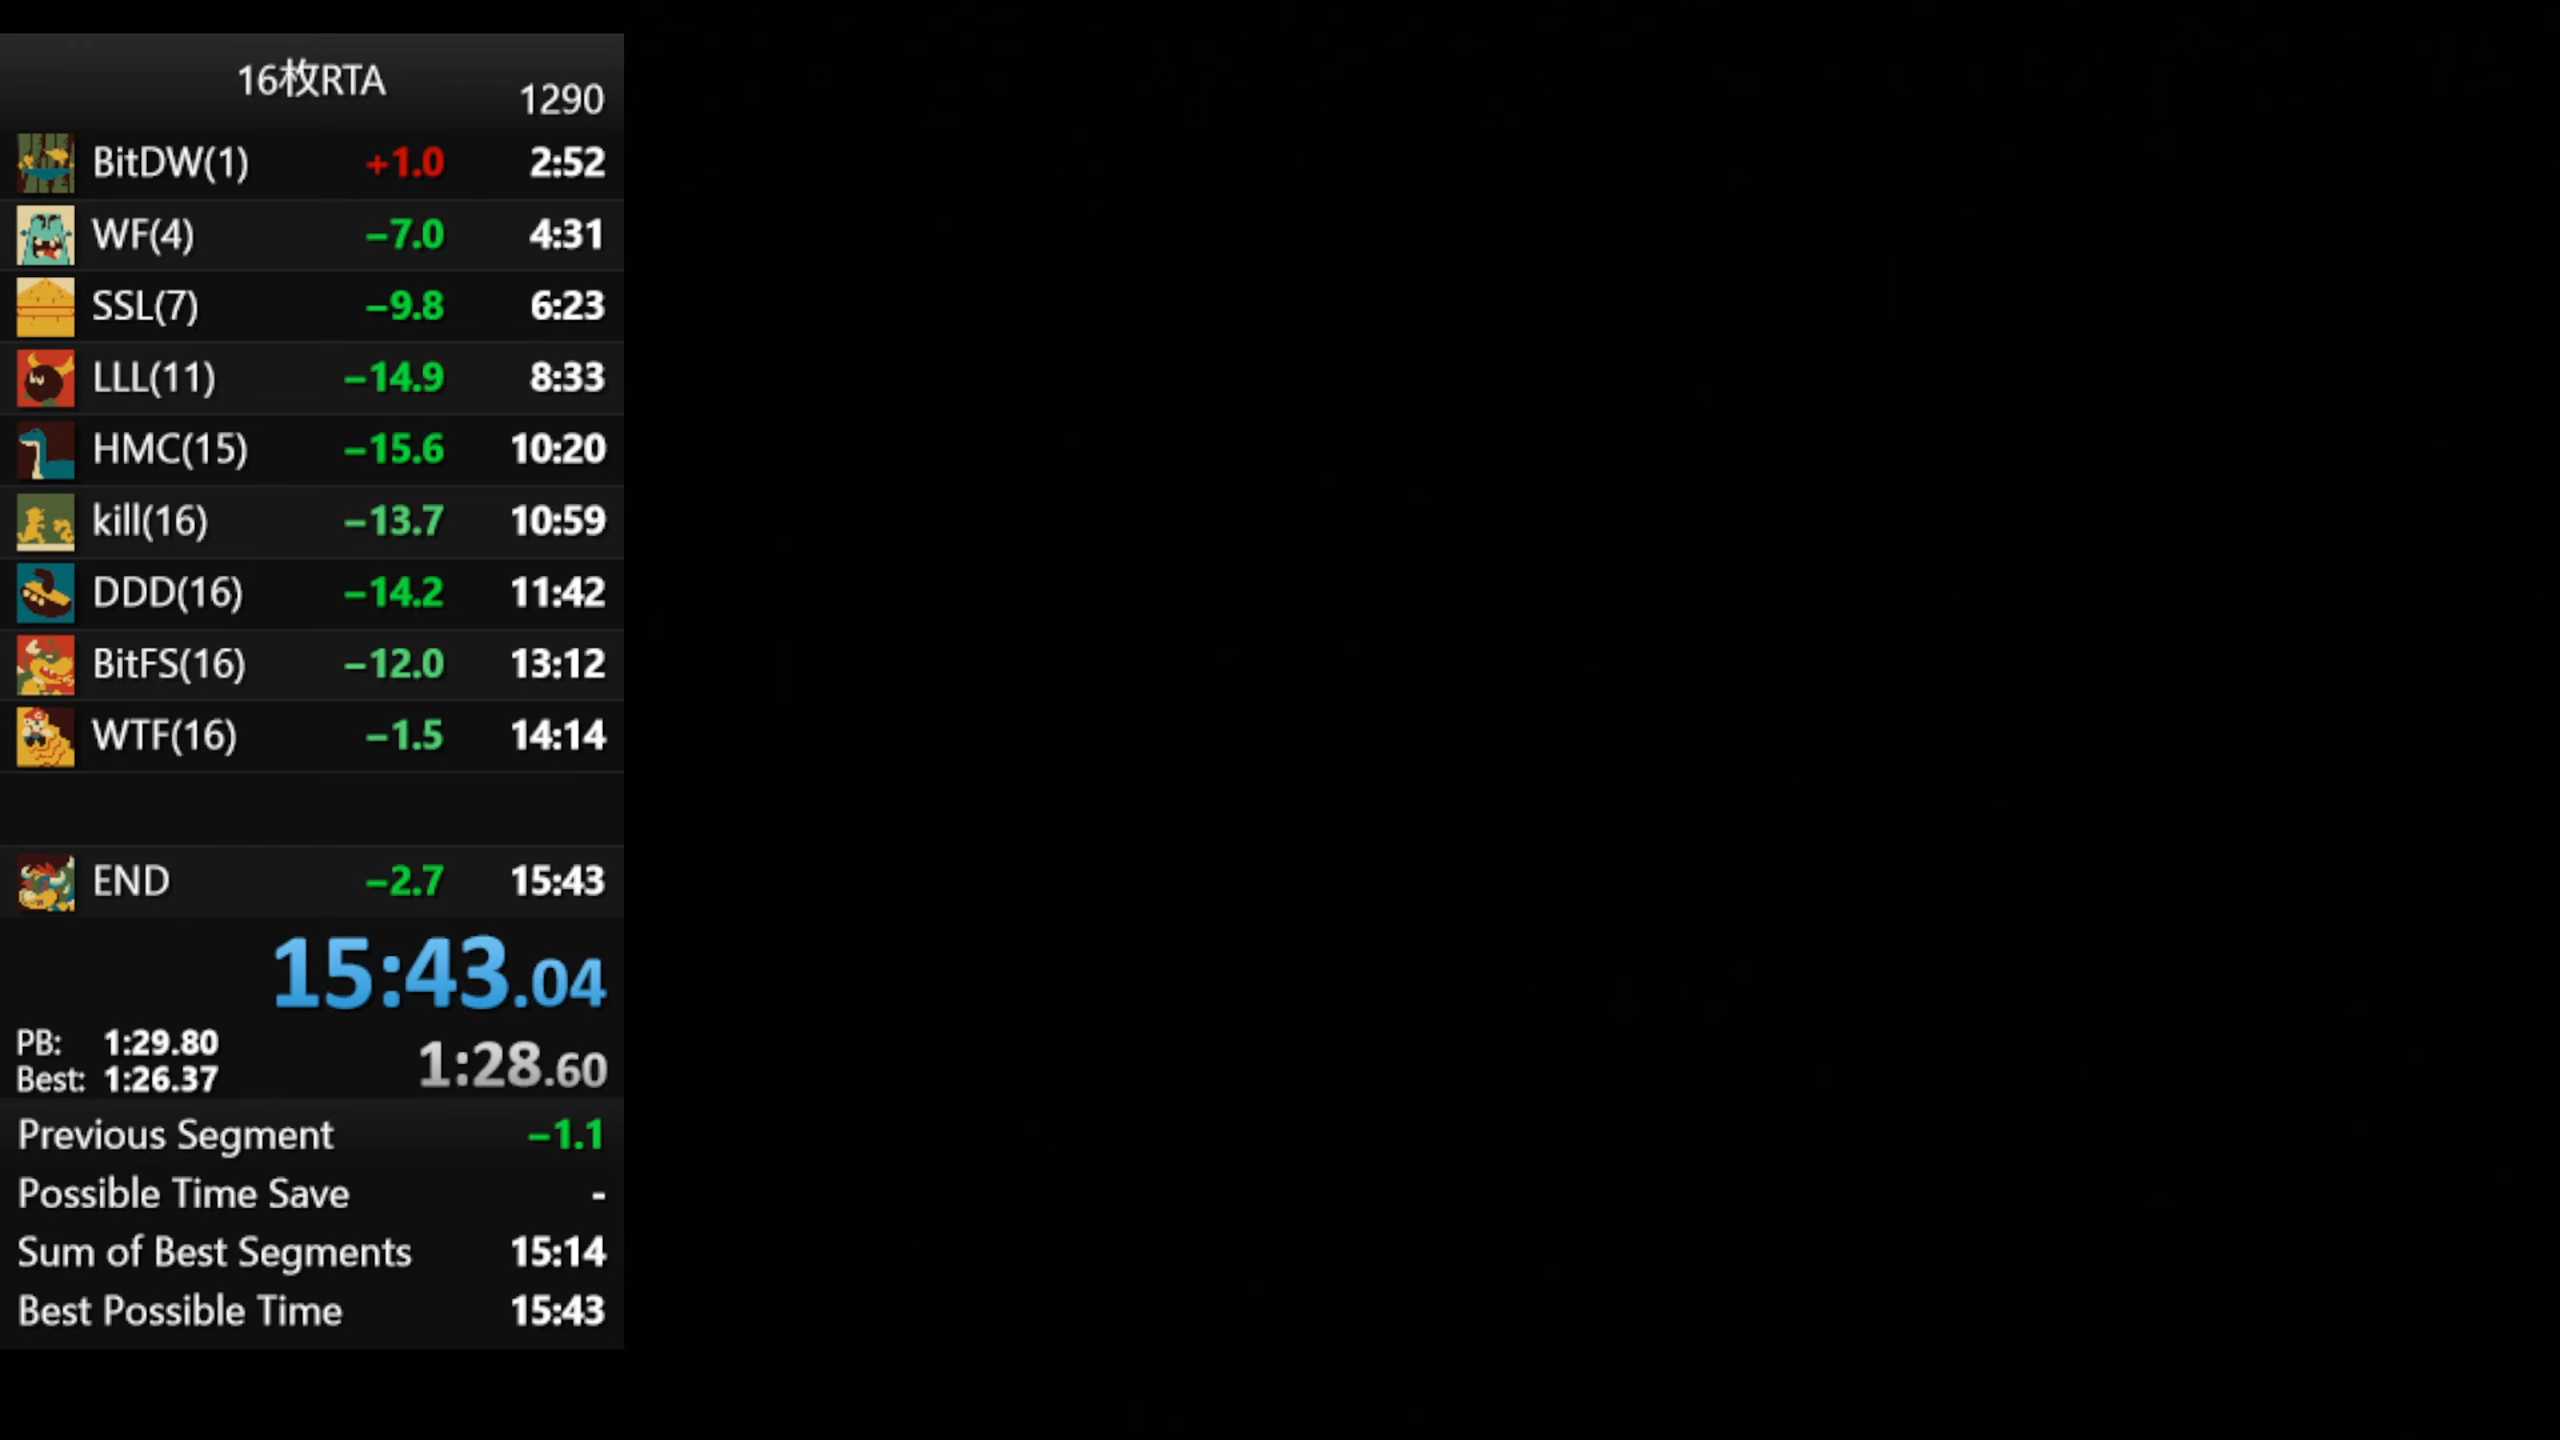 16枚RTA
1290
BitDW(1) +1.0 2:52
WF(4) −7.0 4:31
SSL(7) −9.8 6:23
LLL(11) −14.9 8:33
HMC(15) −15.6 10:20
kill(16) −13.7 10:59
DDD(16) −14.2 11:42
BitFS(16) −12.0 13:12
WTF(16) −1.5 14:14
END −2.7 15:43
15:43.04
PB: 1:29.80
Best: 1:26.37
1:28.60
Previous Segment −1.1
Possible Time Save -
Sum of Best Segments 15:14
Best Possible Time 15:43